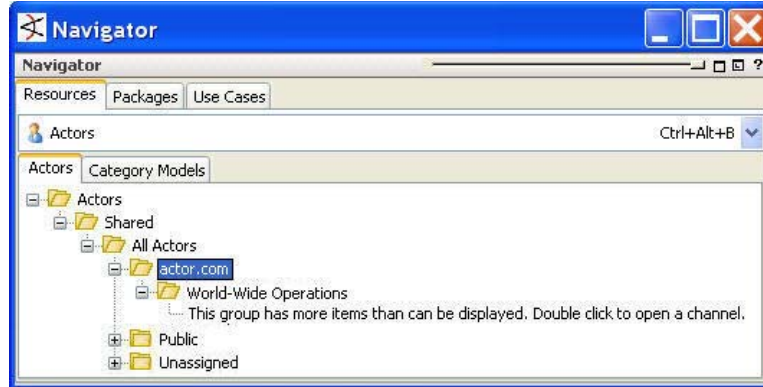 Navigator
Navigator ?
Resources Packages Use Cases
Actors Ctrl+Alt+B
Actors Category Models
Actors
Shared
All Actors
actor.com
World-Wide Operations
This group has more items than can be displayed. Double click to open a channel.
Public
Unassigned